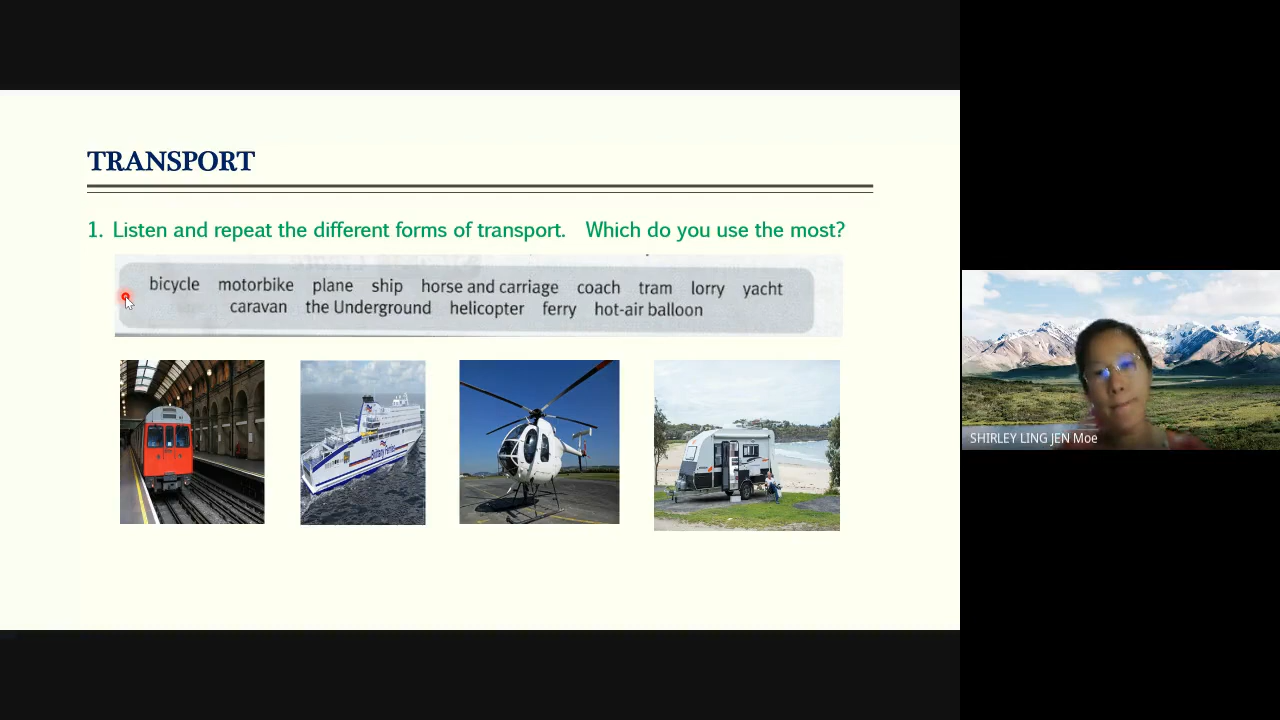 TRANSPORT
1. Listen and repeat the different forms of transport. Which do you use the most?
bicycle motorbike plane ship horse and carriage coach tram lorry yacht
caravan the Underground helicopter ferry hot-air balloon
SHIRLEY LING JEN Moe